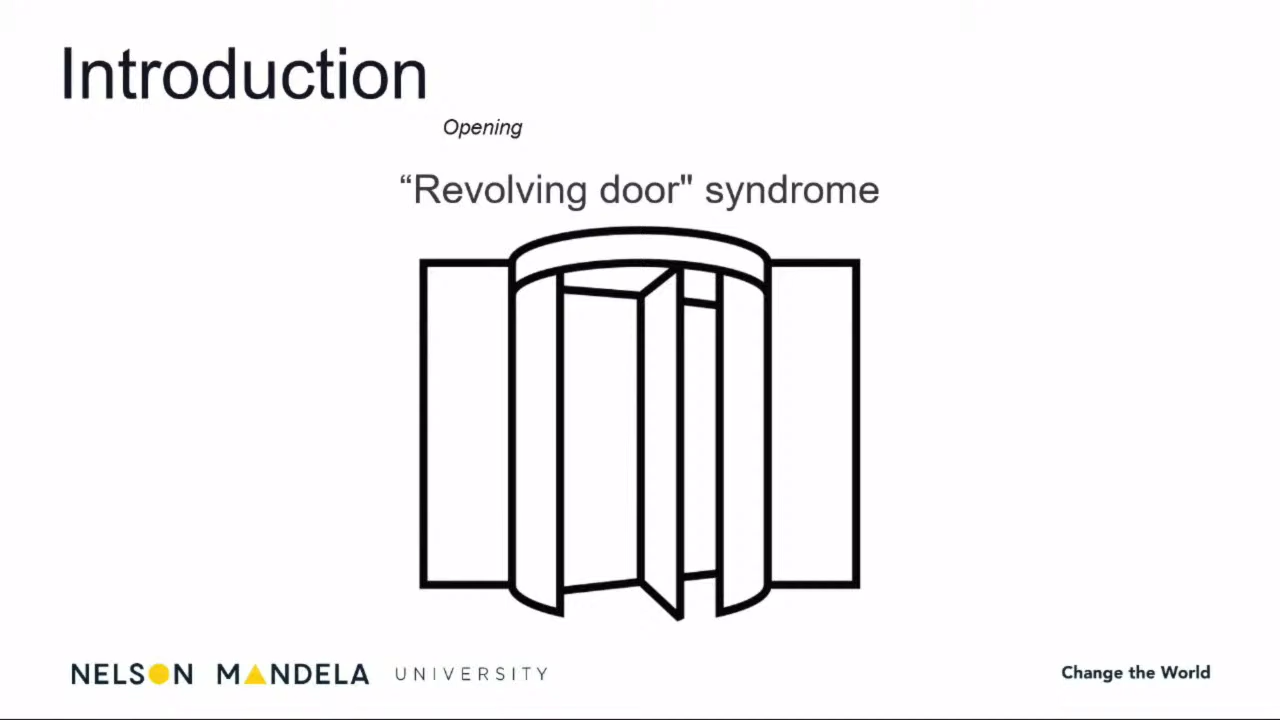 Introduction
Opening
“Revolving door" syndrome
NELSON MANDELA UNIVERSITY
Change the World